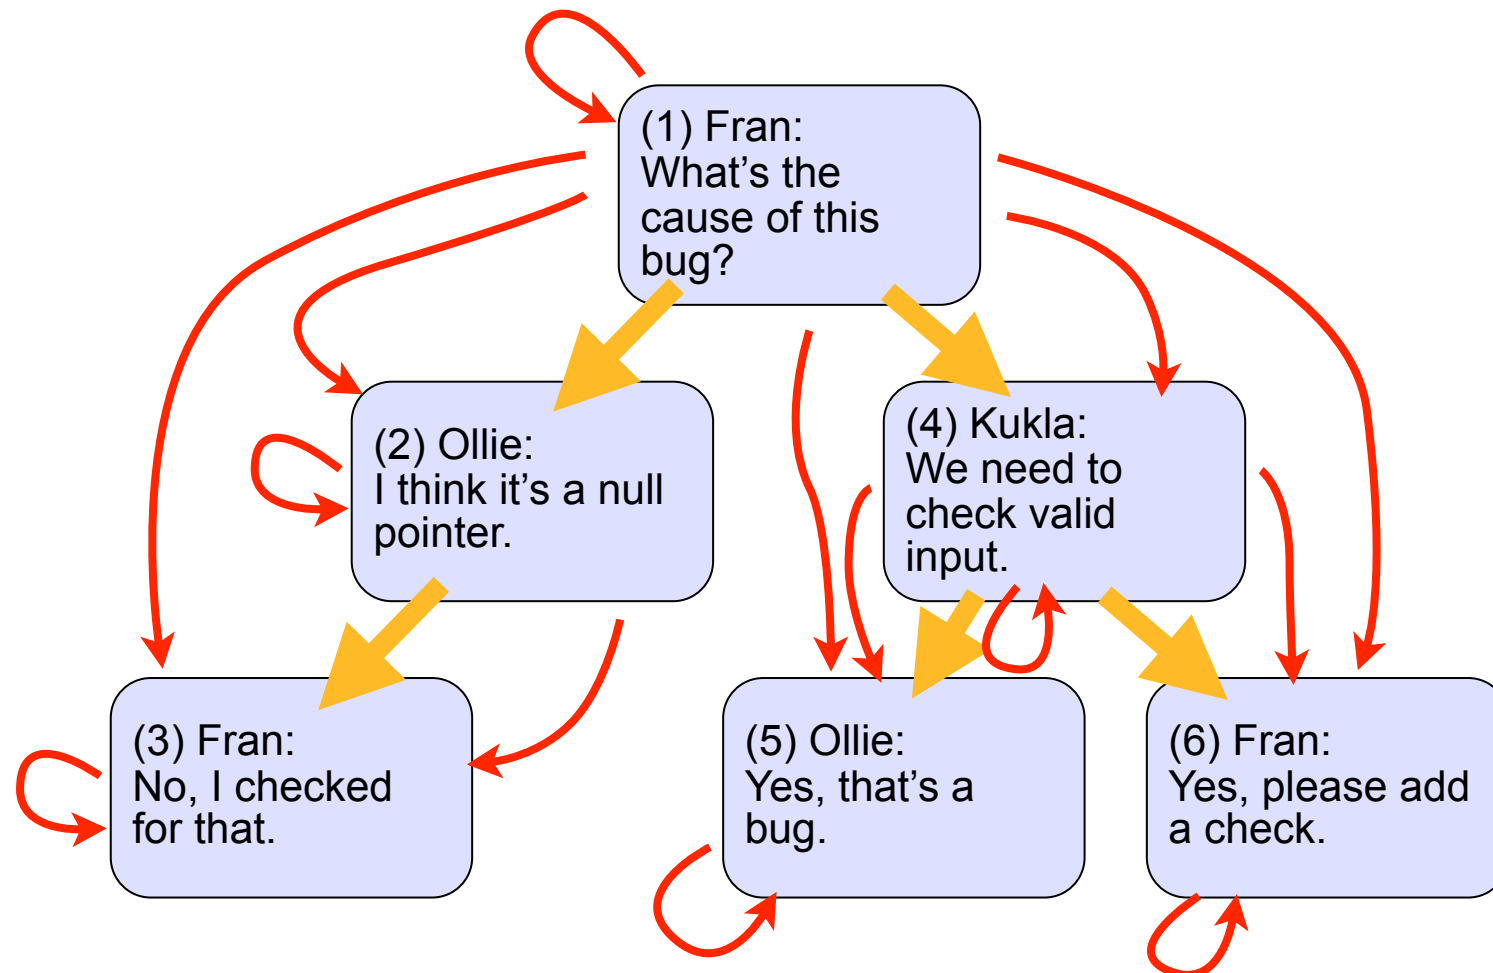 (1) Fran:
What’s the
cause of this
bug?
(2) Ollie:
I think it’s a null
pointer.
(4) Kukla:
We need to
check valid
input.
(3) Fran:
No, I checked
for that.
(5) Ollie:
Yes, that’s a
bug.
(6) Fran:
Yes, please add
a check.